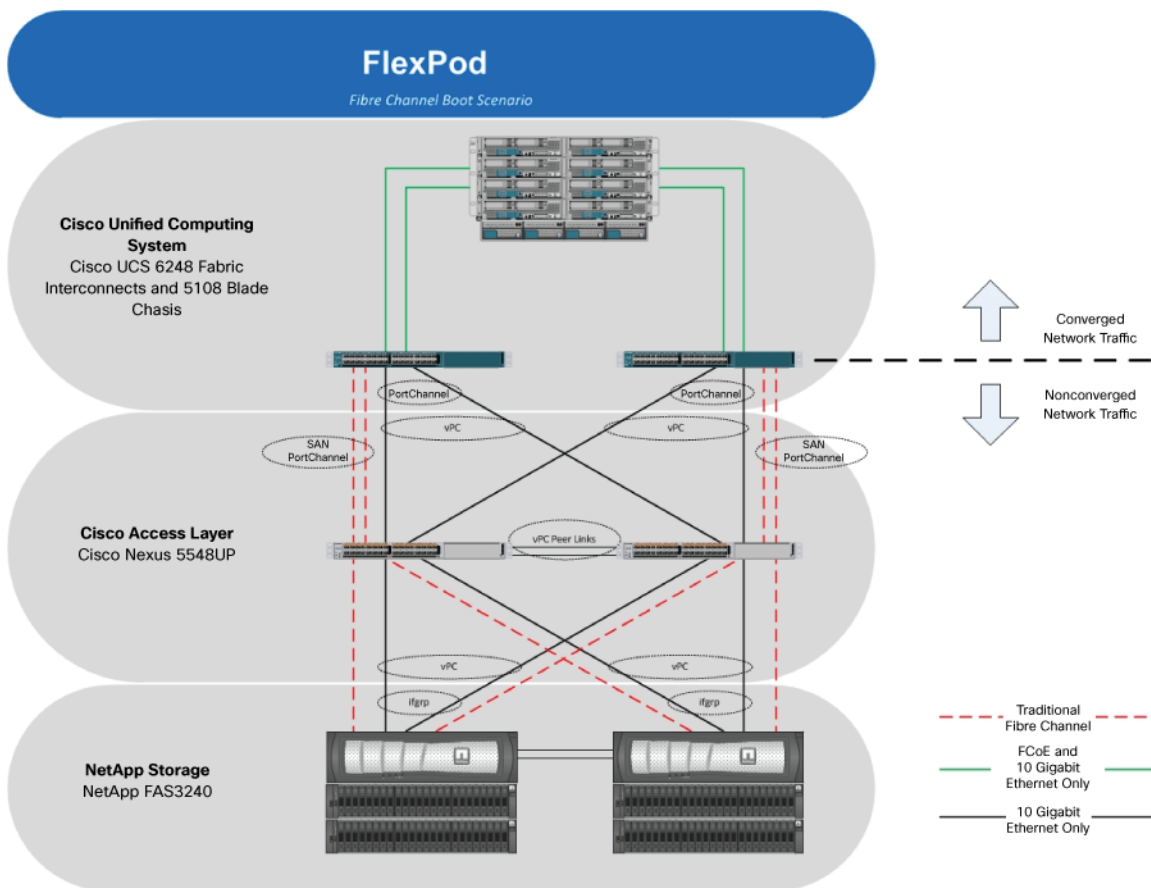 FlexPod
Fibre Channel Boot Scenario
Cisco Unified Computing
System
Cisco UCS 6248 Fabric
Interconnects and 5108 Blade
Chasis
Converged
Network Traffic
Nonconverged
Network Traffic
PortChannel
PortChannel
vPC
vPC
SAN
PortChannel
SAN
PortChannel
Cisco Access Layer
Cisco Nexus 5548UP
vPC Peer Links
vPC
vPC
ifgrp
ifgrp
NetApp Storage
NetApp FAS3240
Traditional
Fibre Channel
FCoE and
10 Gigabit
Ethernet Only
10 Gigabit
Ethernet Only